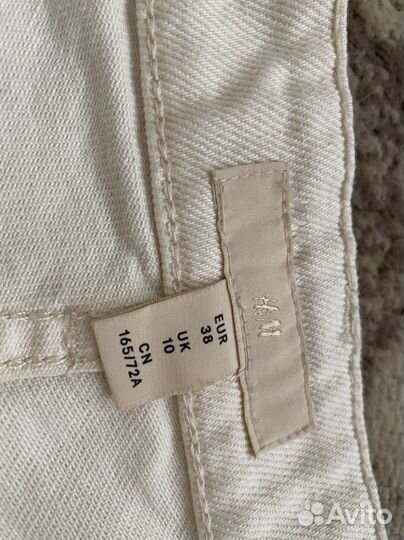 H&M
EUR
38
UK
10
CN
165/72A
Avito